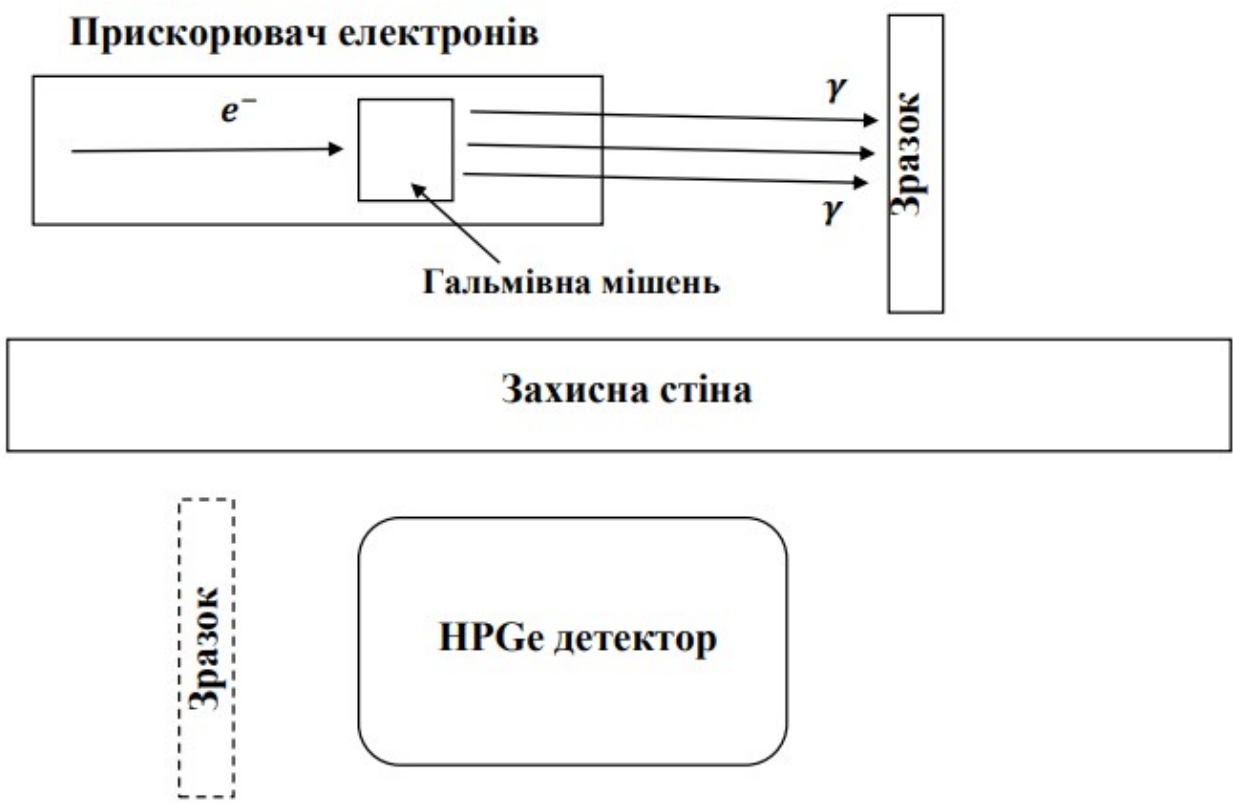 Прискорювач електронів
e⁻
γ
γ
Зразок
Гальмівна мішень
Захисна стіна
Зразок
HPGe детектор